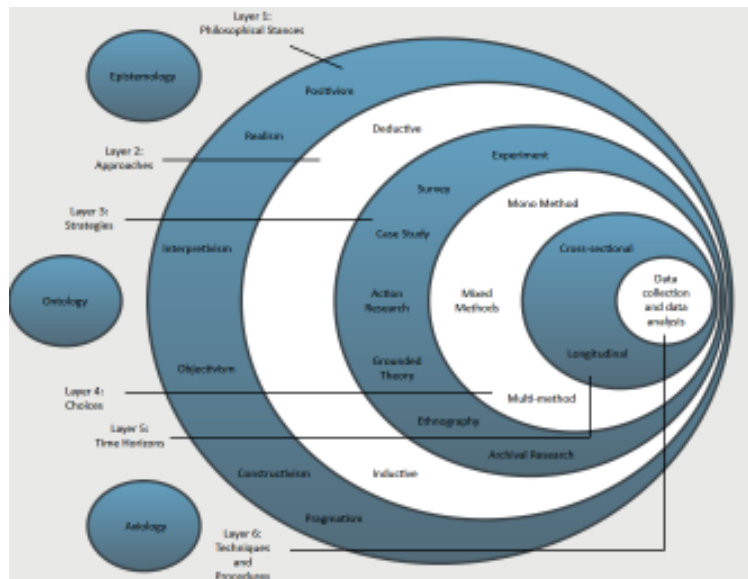 Layer 1:
Philosophical Stances
Epistemology
Positivism
Realism
Deductive
Layer 2:
Approaches
Experiment
Survey
Mono Method
Layer 3:
Strategies
Case Study
Cross-sectional
Interpretivism
Ontology
Action
Research
Mixed
Methods
Data
collection
and data
analysis
Longitudinal
Objectivism
Grounded
Theory
Layer 4:
Choices
Multi-method
Ethnography
Layer 5:
Time Horizons
Archival Research
Constructivism
Inductive
Axiology
Pragmatism
Layer 6:
Techniques
and
Procedures